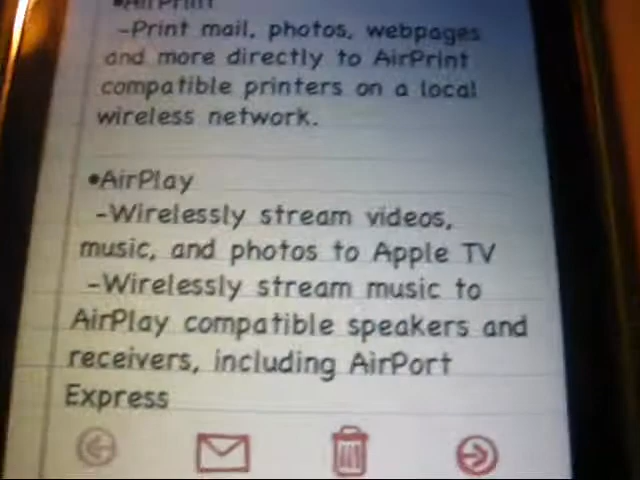 •AirPrint
-Print mail, photos, webpages
and more directly to AirPrint
compatible printers on a local
wireless network.
•AirPlay
-Wirelessly stream videos,
music, and photos to Apple TV
-Wirelessly stream music to
AirPlay compatible speakers and
receivers, including AirPort
Express